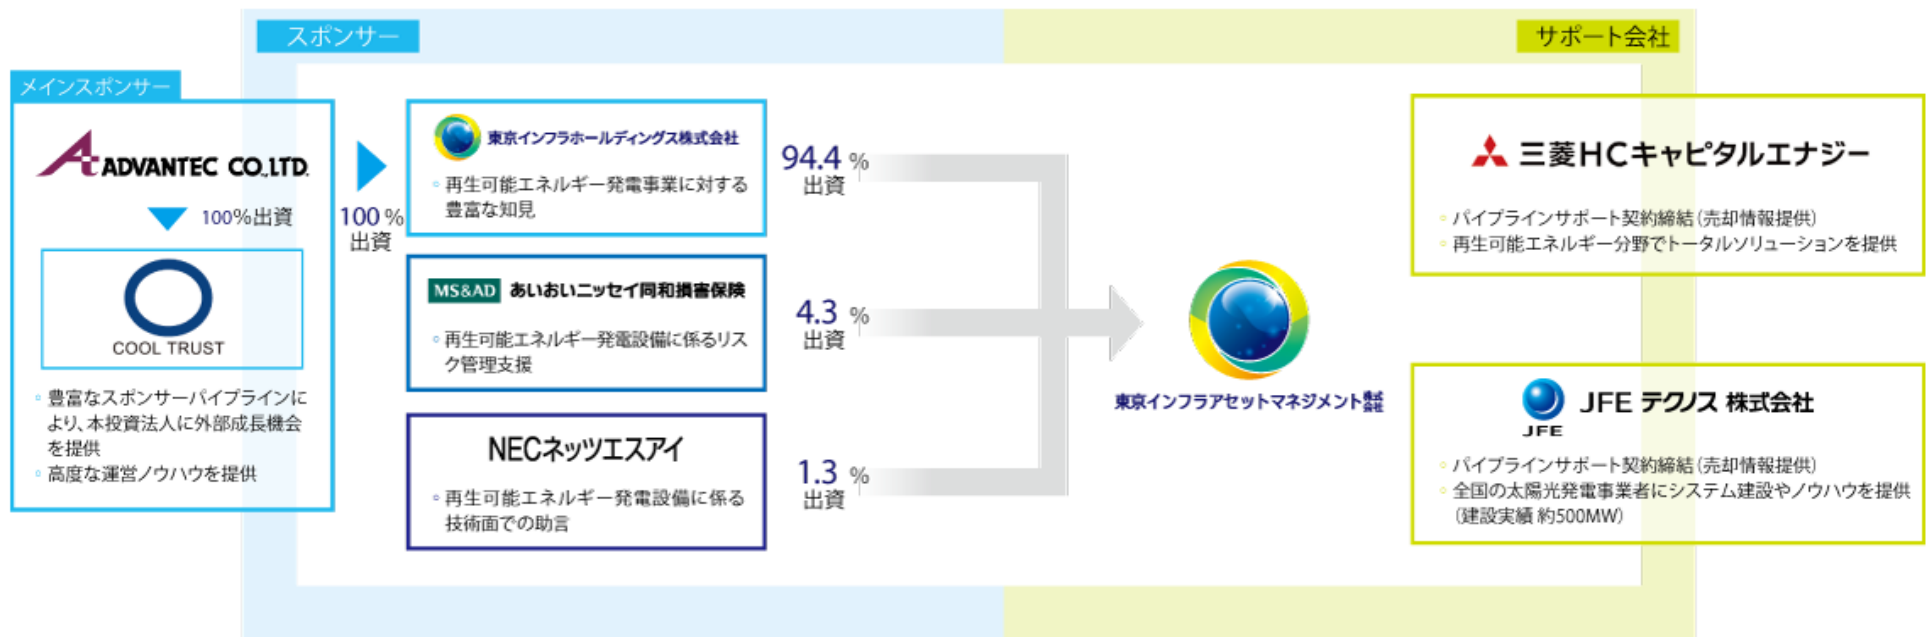 スポンサー
サポート会社
メインスポンサー
ADVANTEC CO.,LTD.
100%出資
COOL TRUST
◦ 豊富なスポンサーパイプラインに
より、本投資法人に外部成長機会
を提供
◦ 高度な運営ノウハウを提供
100 %
出資
東京インフラホールディングス株式会社
◦ 再生可能エネルギー発電事業に対する
豊富な知見
94.4 %
出資
MS&AD あいおいニッセイ同和損害保険
◦ 再生可能エネルギー発電設備に係るリス
ク管理支援
4.3 %
出資
NECネッツエスアイ
◦ 再生可能エネルギー発電設備に係る
技術面での助言
1.3 %
出資
東京インフラアセットマネジメント株式会社
三菱HCキャピタルエナジー
◦ パイプラインサポート契約締結(売却情報提供)
◦ 再生可能エネルギー分野でトータルソリューションを提供
JFE
JFE テクノス 株式会社
◦ パイプラインサポート契約締結(売却情報提供)
◦ 全国の太陽光発電事業者にシステム建設やノウハウを提供
(建設実績 約500MW)